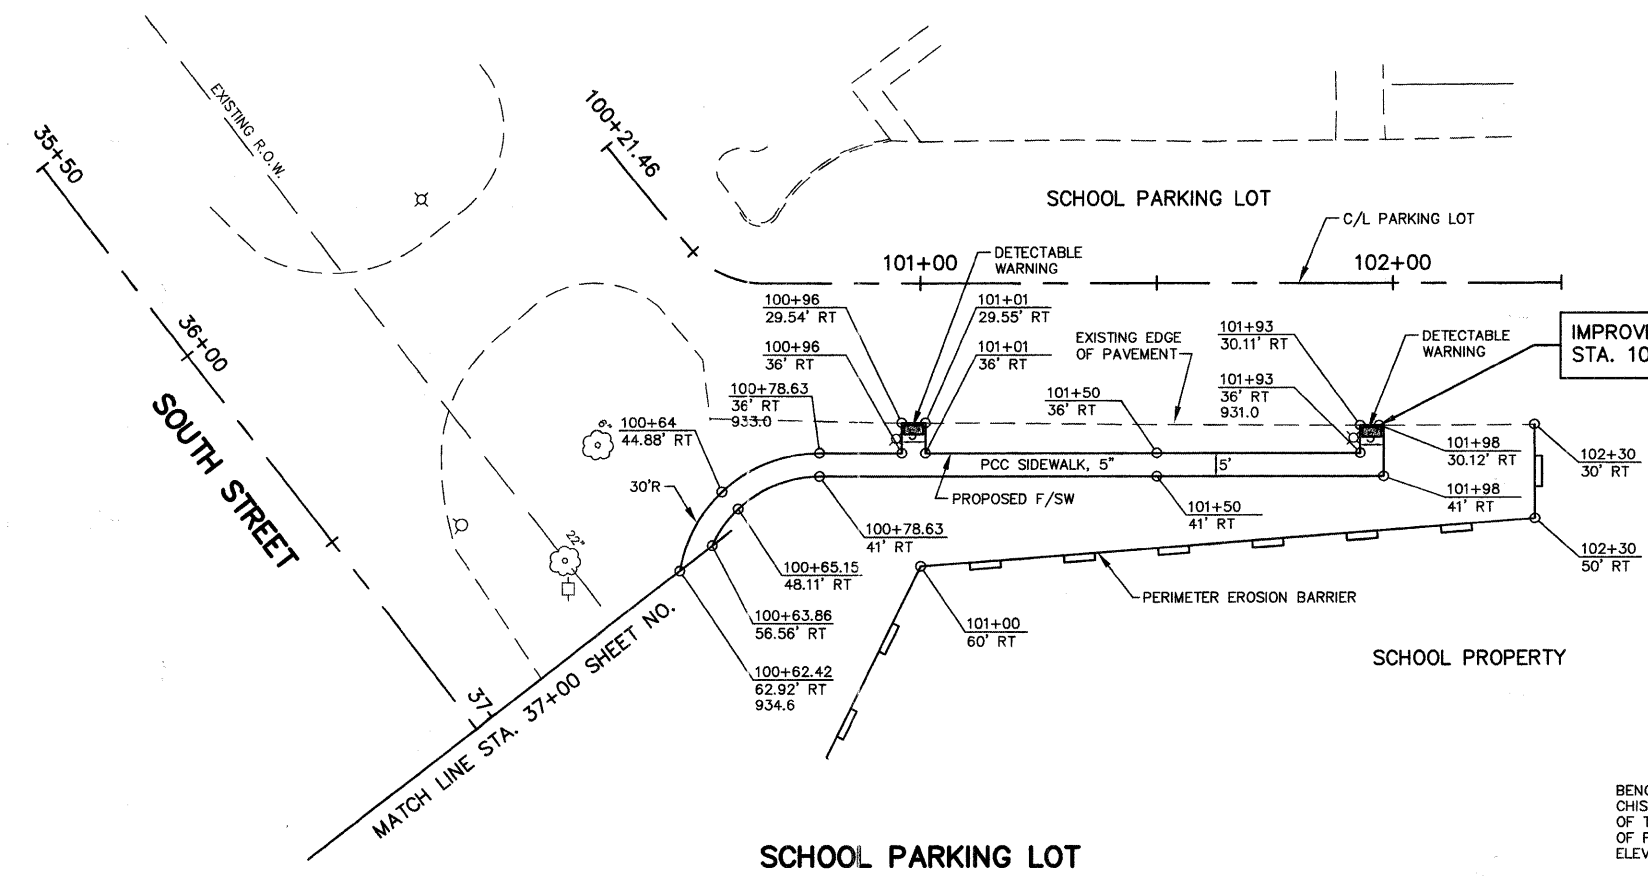 35+50
EXISTING R.O.W.
36+00
SOUTH STREET
37
MATCH LINE STA. 37+00 SHEET NO.
100+21.46
SCHOOL PARKING LOT
C/L PARKING LOT
101+00
DETECTABLE
WARNING
102+00
100+96
29.54' RT
101+01
29.55' RT
100+96
36' RT
101+01
36' RT
EXISTING EDGE
OF PAVEMENT
101+93
30.11' RT
DETECTABLE
WARNING
101+93
36' RT
931.0
100+78.63
36' RT
933.0
101+50
36' RT
6"
100+64
44.88' RT
30'R
PCC SIDEWALK, 5"
5'
PROPOSED F/SW
101+98
30.12' RT
102+30
30' RT
101+98
41' RT
101+50
41' RT
100+78.63
41' RT
22"
100+65.15
48.11' RT
102+30
50' RT
100+63.86
56.56' RT
PERIMETER EROSION BARRIER
101+00
60' RT
SCHOOL PROPERTY
100+62.42
62.92' RT
934.6
STA. 10
OF
SCHOOL PARKING LOT